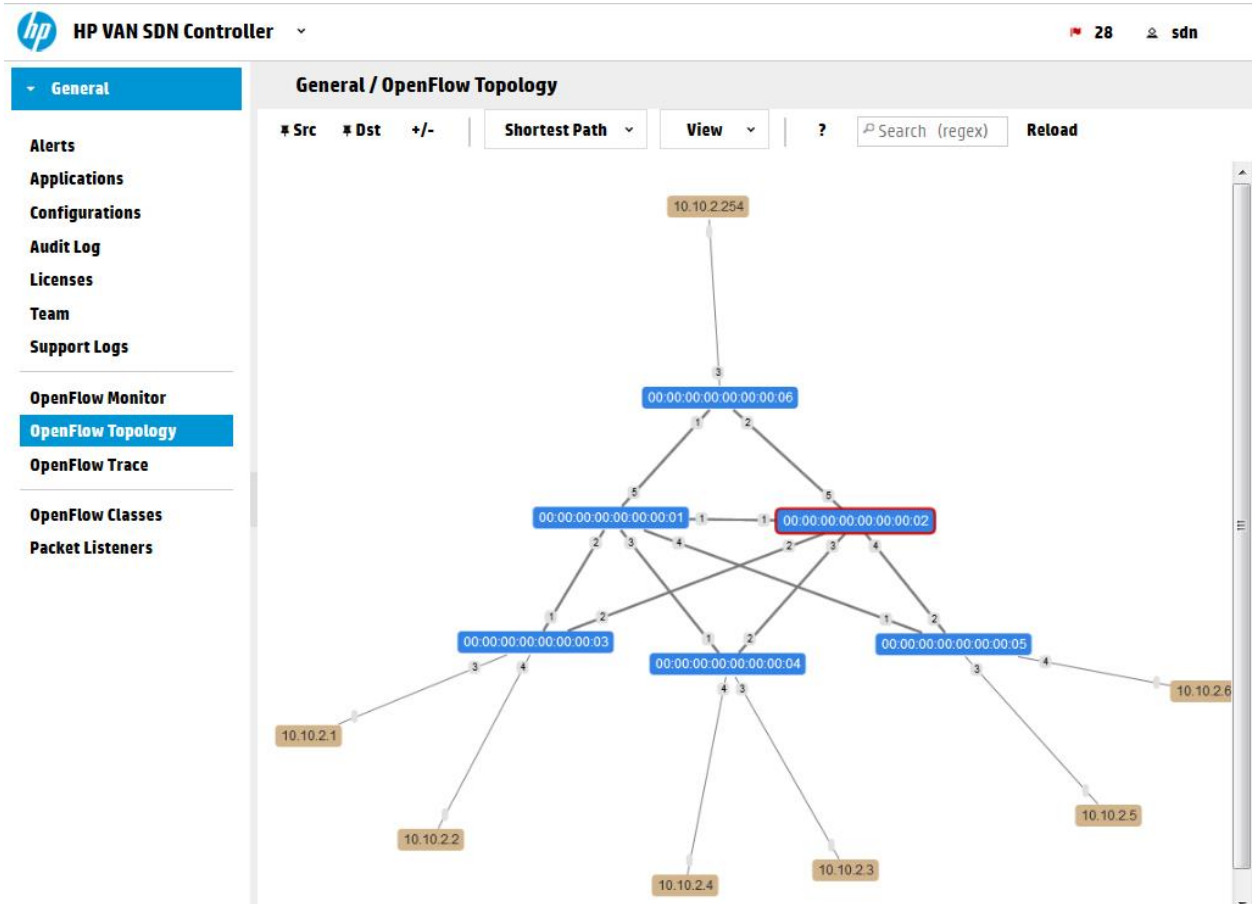 hp HP VAN SDN Controller 28 sdn
General
General / OpenFlow Topology
Src Dst +/- Shortest Path View ? Search (regex) Reload
Alerts
Applications
Configurations
Audit Log
Licenses
Team
Support Logs
OpenFlow Monitor
OpenFlow Topology
OpenFlow Trace
OpenFlow Classes
Packet Listeners
10.10.2.254
3
00:00:00:00:00:00:00:06
1 2
5 5
00:00:00:00:00:00:00:01 1 1 00:00:00:00:00:00:00:02
2 3 4 2 3 4
1 2 1 2 1 2
00:00:00:00:00:00:00:03 00:00:00:00:00:00:00:04 00:00:00:00:00:00:00:05
3 4 4 3 3 4
10.10.2.6
10.10.2.1
10.10.2.5
10.10.2.2
10.10.2.3
10.10.2.4